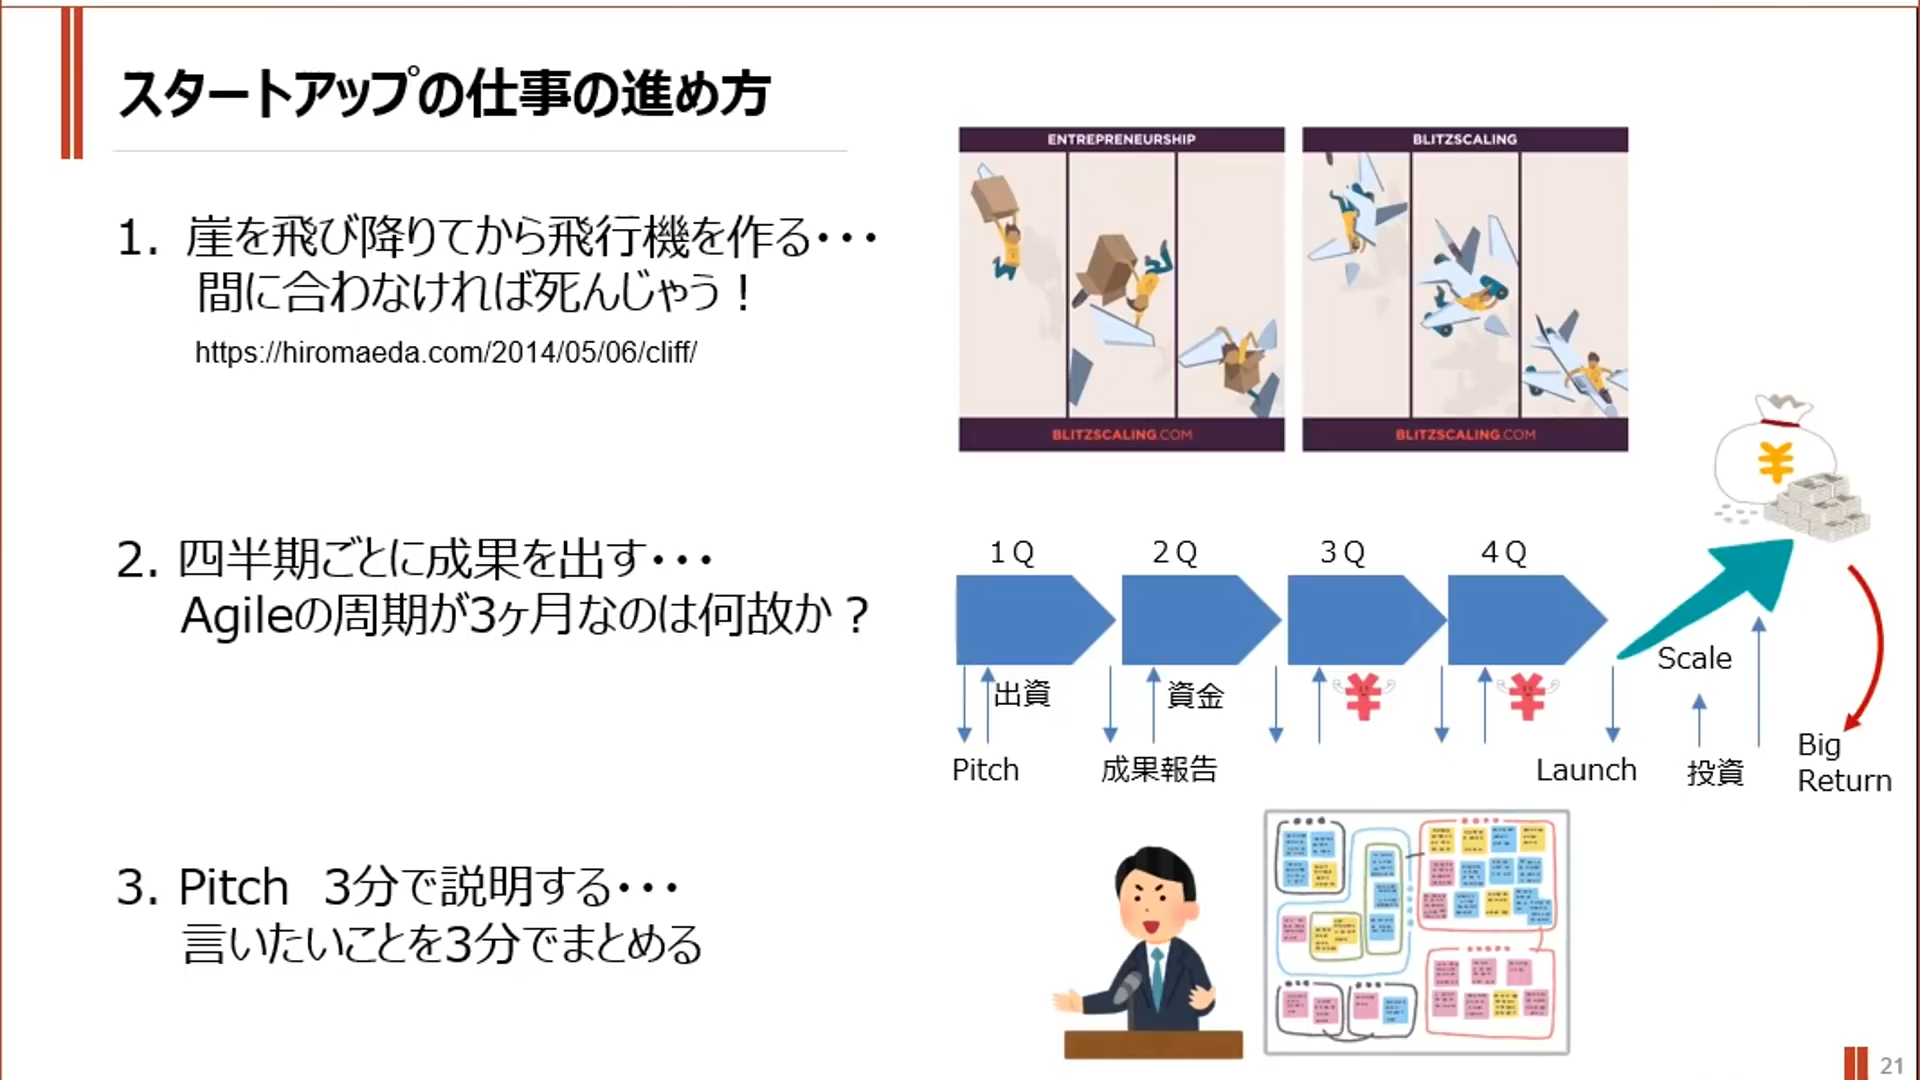 スタートアップの仕事の進め方
1. 崖を飛び降りてから飛行機を作る・・・
間に合わなければ死んじゃう！
https://hiromaeda.com/2014/05/06/cliff/
ENTREPRENEURSHIP
BLITZSCALING.COM
BLITZSCALING
BLITZSCALING.COM
¥
2. 四半期ごとに成果を出す・・・
Agileの周期が3ヶ月なのは何故か？
1Q 2Q 3Q 4Q
出資 資金 ¥ ¥
Scale
Pitch 成果報告 Launch 投資
Big
Return
3. Pitch 3分で説明する・・・
言いたいことを3分でまとめる
21